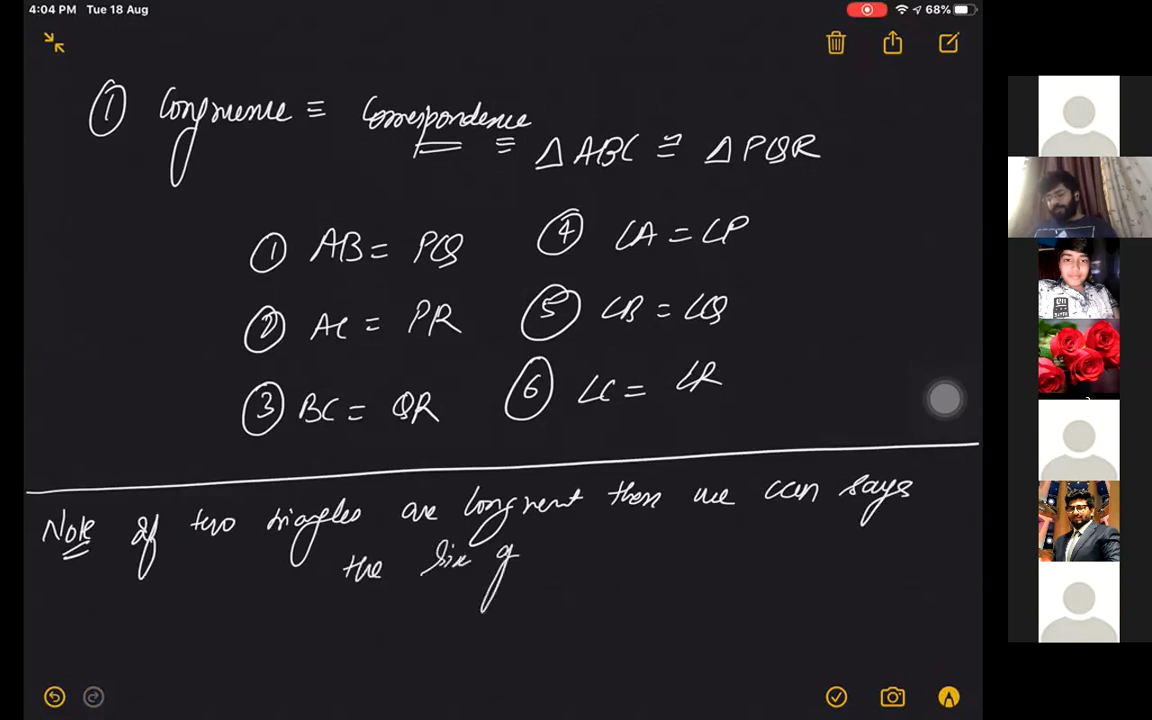 4:04 PM Tue 18 Aug
68%
① Congruence ≡ Correspondence ≡ △ABC ≅ △PQR
① AB = PQ ④ ∠A = ∠P
② AC = PR ⑤ ∠B = ∠Q
③ BC = QR ⑥ ∠C = ∠R
Note If two triangles are Congruent then we can says
the Six